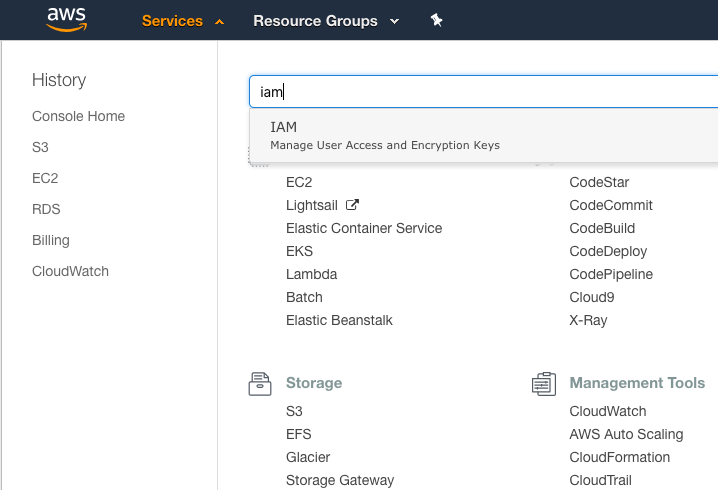 aws
Services
Resource Groups
History
Console Home
S3
EC2
RDS
Billing
CloudWatch
iam
IAM
Manage User Access and Encryption Keys
EC2
Lightsail
Elastic Container Service
EKS
Lambda
Batch
Elastic Beanstalk
CodeStar
CodeCommit
CodeBuild
CodeDeploy
CodePipeline
Cloud9
X-Ray
Storage
S3
EFS
Glacier
Storage Gateway
Management Tools
CloudWatch
AWS Auto Scaling
CloudFormation
CloudTrail